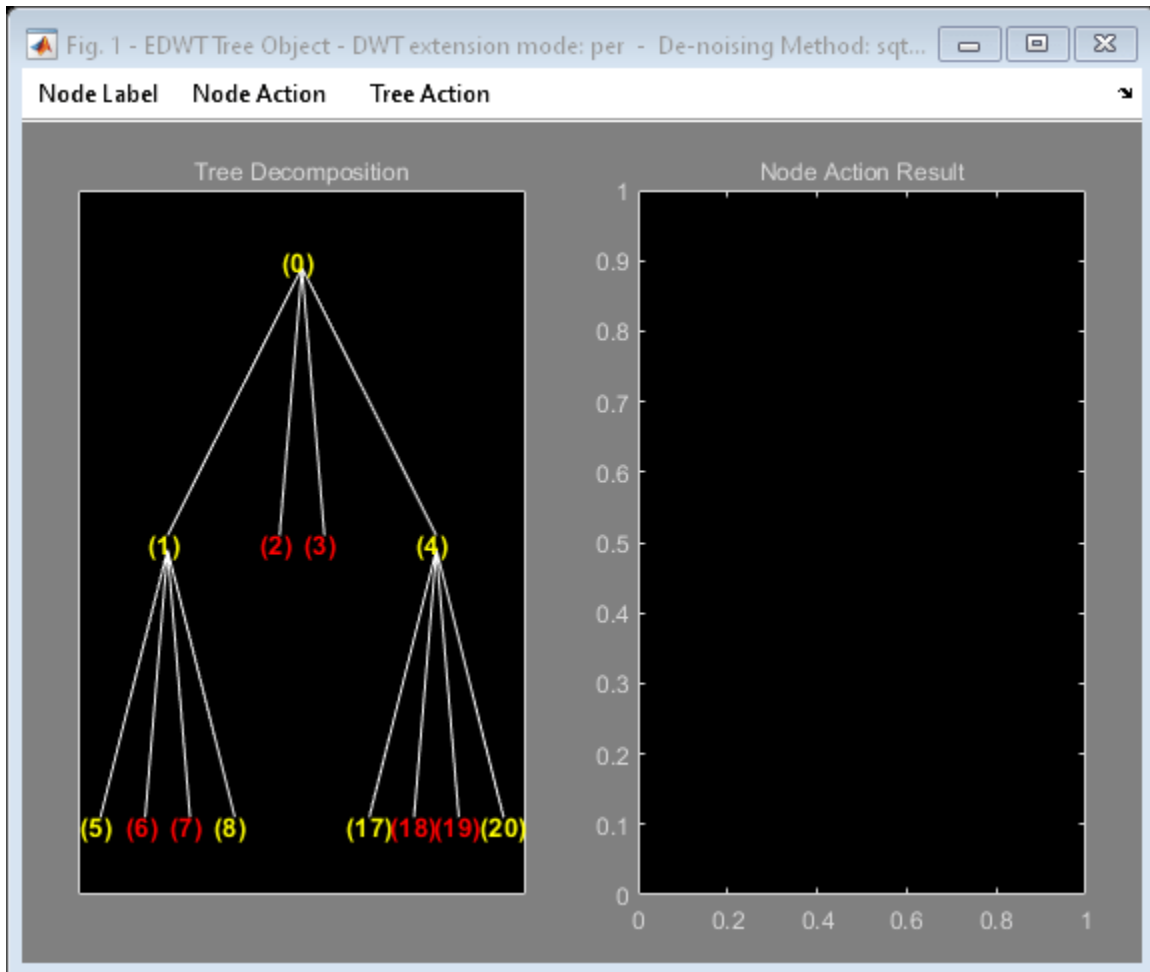 Fig. 1 - EDWT Tree Object - DWT extension mode: per - De-noising Method: sqt...
Node Label Node Action Tree Action
Tree Decomposition
(0)
(1) (2) (3) (4)
(5) (6) (7) (8) (17) (18) (19) (20)
Node Action Result
1
0.9
0.8
0.7
0.6
0.5
0.4
0.3
0.2
0.1
0
0 0.2 0.4 0.6 0.8 1